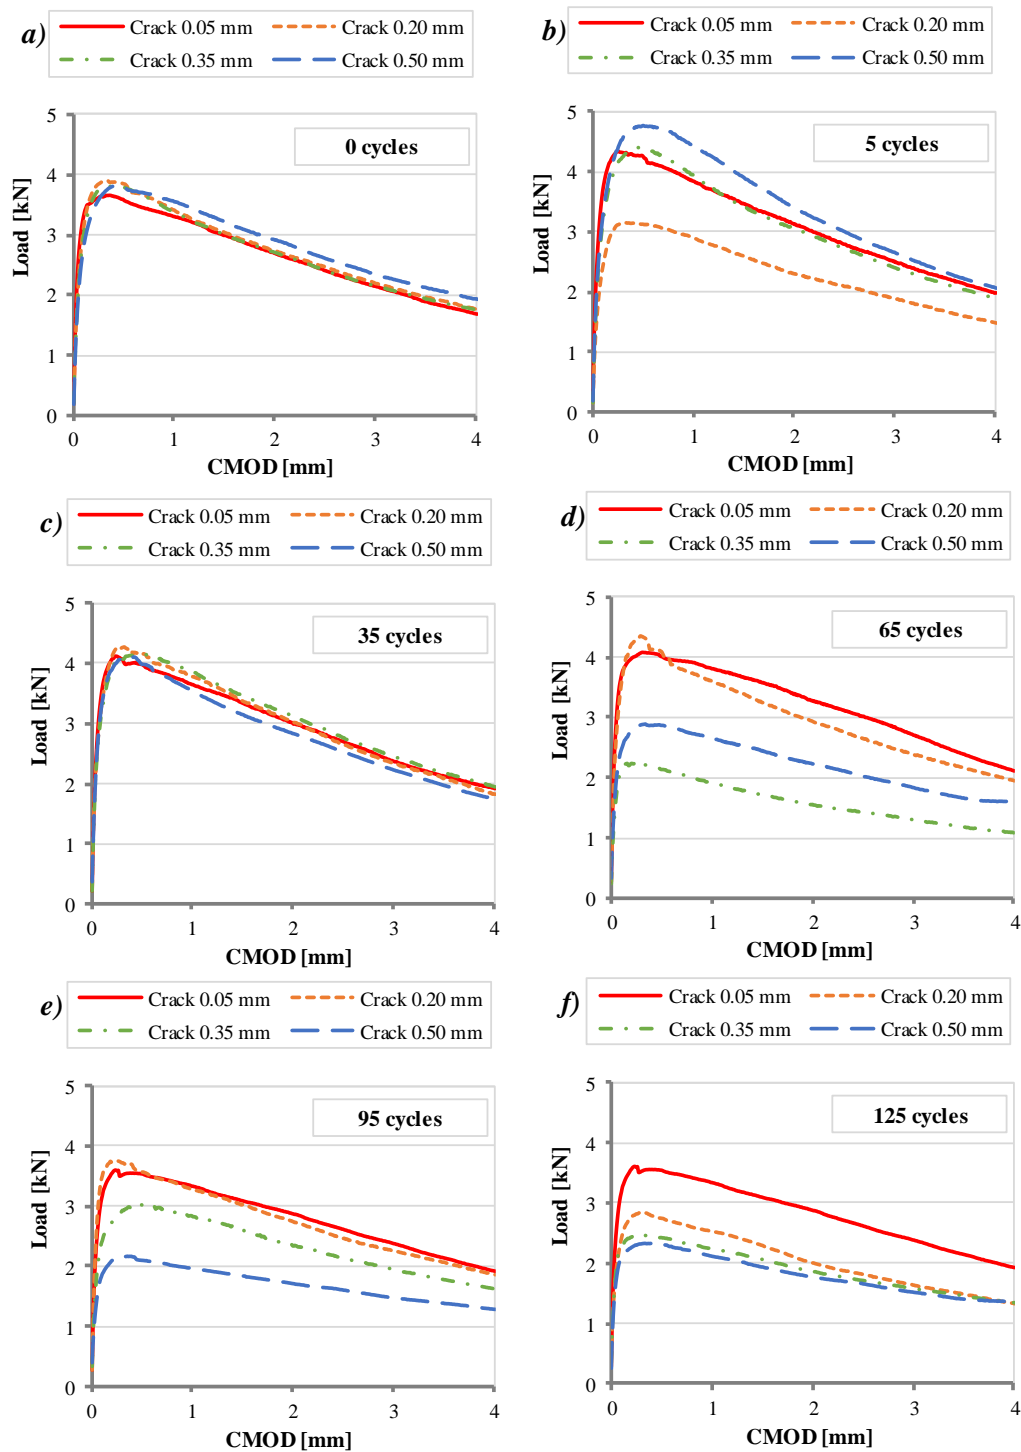 a)
Crack 0.05 mm Crack 0.20 mm
Crack 0.35 mm Crack 0.50 mm
0 cycles
5
4
3
2
1
0
Load [kN]
0 1 2 3 4
CMOD [mm]
b)
Crack 0.05 mm Crack 0.20 mm
Crack 0.35 mm Crack 0.50 mm
5 cycles
5
4
3
2
1
0
Load [kN]
0 1 2 3 4
CMOD [mm]
c)
Crack 0.05 mm Crack 0.20 mm
Crack 0.35 mm Crack 0.50 mm
35 cycles
5
4
3
2
1
0
Load [kN]
0 1 2 3 4
CMOD [mm]
d)
Crack 0.05 mm Crack 0.20 mm
Crack 0.35 mm Crack 0.50 mm
65 cycles
5
4
3
2
1
0
Load [kN]
0 1 2 3 4
CMOD [mm]
e)
Crack 0.05 mm Crack 0.20 mm
Crack 0.35 mm Crack 0.50 mm
95 cycles
5
4
3
2
1
0
Load [kN]
0 1 2 3 4
CMOD [mm]
f)
Crack 0.05 mm Crack 0.20 mm
Crack 0.35 mm Crack 0.50 mm
125 cycles
5
4
3
2
1
0
Load [kN]
0 1 2 3 4
CMOD [mm]